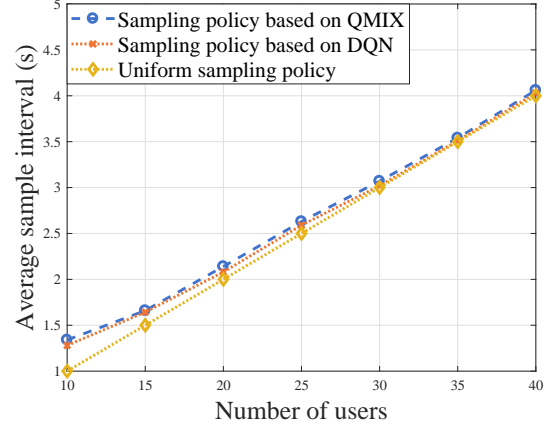 Sampling policy based on QMIX
Sampling policy based on DQN
Uniform sampling policy
Average sample interval (s)
5
4.5
4
3.5
3
2.5
2
1.5
1
10 15 20 25 30 35 40
Number of users